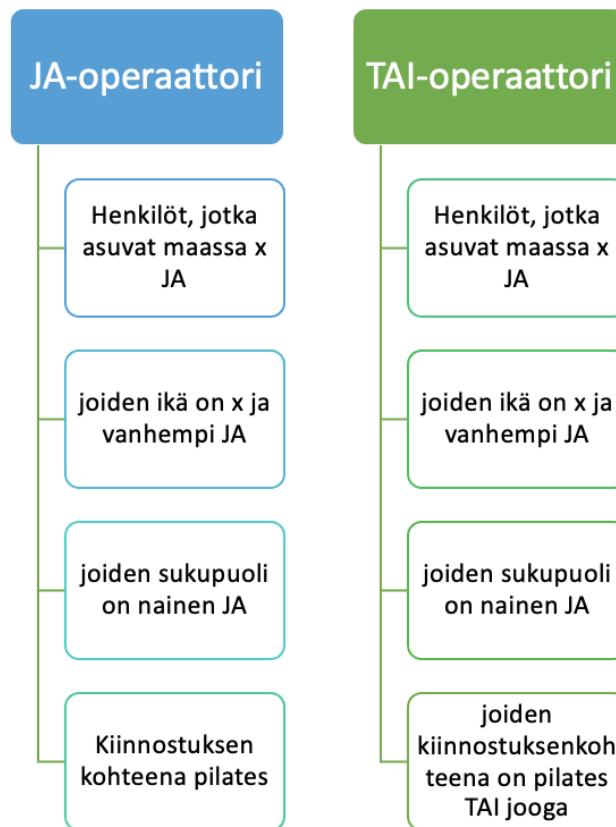 JA-operaattori
Henkilöt, jotka
asuvat maassa x
JA
joiden ikä on x ja
vanhempi JA
joiden sukupuoli
on nainen JA
Kiinnostuksen
kohteena pilates
TAI-operaattori
Henkilöt, jotka
asuvat maassa x
JA
joiden ikä on x ja
vanhempi JA
joiden sukupuoli
on nainen JA
joiden
kiinnostuksenkoh
teena on pilates
TAI jooga